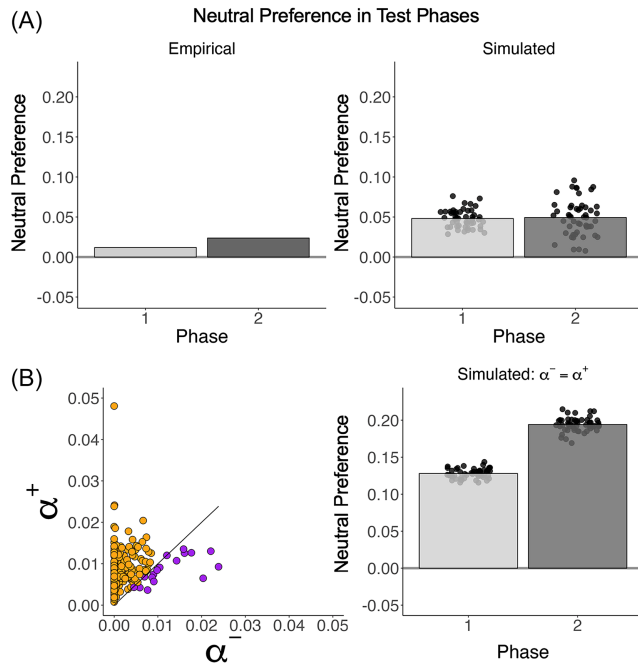 (A)
Neutral Preference in Test Phases
Empirical
Simulated
Neutral Preference
0.20
0.15
0.10
0.05
0.00
-0.05
1
2
Phase
Neutral Preference
0.20
0.15
0.10
0.05
0.00
-0.05
1
2
Phase
(B)
α+
0.05
0.04
0.03
0.02
0.01
0.00
0.00
0.01
0.02
0.03
0.04
0.05
α−
Simulated: α− = α+
Neutral Preference
0.20
0.15
0.10
0.05
0.00
-0.05
1
2
Phase